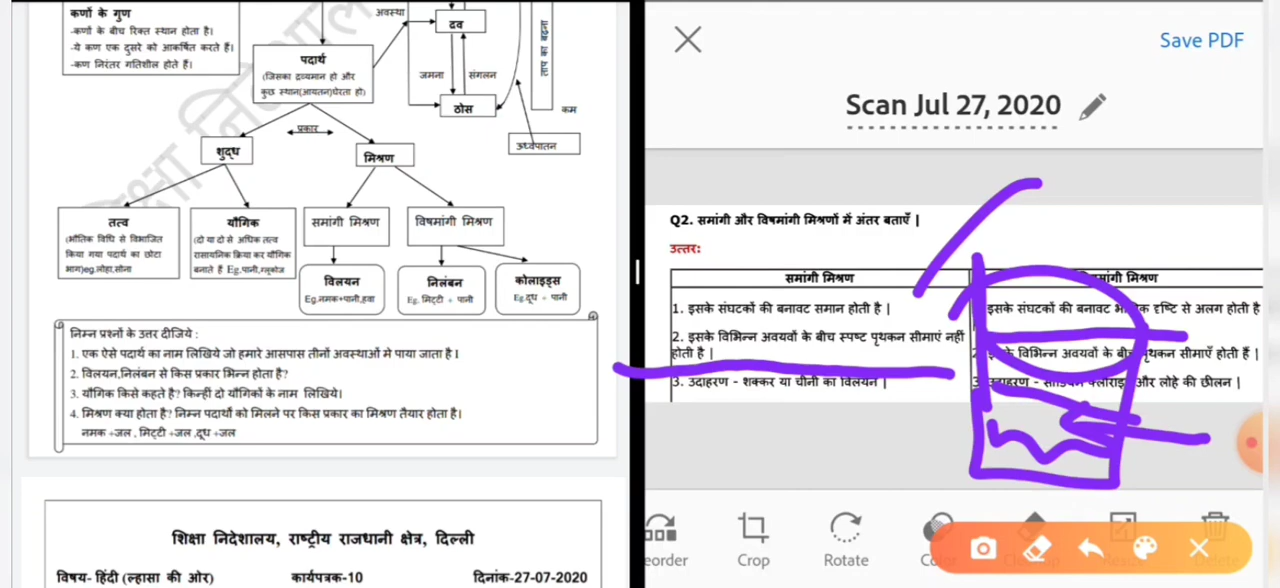 कणों के गुण
-कणों के बीच रिक्त स्थान होता है।
-ये कण एक दुसरे को आकर्षित करते हैं।
-कण निरंतर गतिशील होते हैं।
अवस्था
द्रव
जमना
संगलन
ठोस
ताप का बढ़ना
कम
उर्ध्वपातन
पदार्थ
(जिसका द्रव्यमान हो और
कुछ स्थान(आयतन)घेरता हो)
प्रकार
शुद्ध
मिश्रण
तत्व
(भौतिक विधि से विभाजित
किया गया पदार्थ का छोटा
भाग)eg.लोहा,सोना
यौगिक
(दो या दो से अधिक तत्व
रासायनिक क्रिया कर यौगिक
बनाते हैं Eg.पानी,ग्लूकोज
समांगी मिश्रण
विषमांगी मिश्रण
विलयन
Eg.नमक+पानी,हवा
निलंबन
Eg. मिट्टी + पानी
कोलाइड्स
Eg.दूध + पानी
निम्न प्रश्नों के उत्तर दीजिये :
1. एक ऐसे पदार्थ का नाम लिखिये जो हमारे आसपास तीनों अवस्थाओं मे पाया जाता है।
2. विलयन,निलंबन से किस प्रकार भिन्न होता है?
3. यौगिक किसे कहते है? किन्हीं दो यौगिकों के नाम लिखिये।
4. मिश्रण क्या होता है? निम्न पदार्थों को मिलने पर किस प्रकार का मिश्रण तैयार होता है।
नमक +जल , मिट्टी +जल ,दूध +जल
शिक्षा निदेशालय, राष्ट्रीय राजधानी क्षेत्र, दिल्ली
विषय- हिंदी (ल्हासा की ओर) कार्यपत्रक-10 दिनांक-27-07-2020
Save PDF
Scan Jul 27, 2020
Q2. समांगी और विषमांगी मिश्रणों में अंतर बताएँ |
उत्तर:
समांगी मिश्रण
1. इसके संघटकों की बनावट समान होती है |
2. इसके विभिन्न अवयवों के बीच स्पष्ट पृथकन सीमाएं नहीं
होती है |
3. उदाहरण - शक्कर या चीनी का विलयन |
मांगी मिश्रण
इसके संघटकों की बनावट दृष्टि से अलग होती है
विभिन्न अवयवों के बीच पृथकन सीमाएँ होती हैं |
उदाहरण - और लोहे की छीलन |
eorder
Crop
Rotate